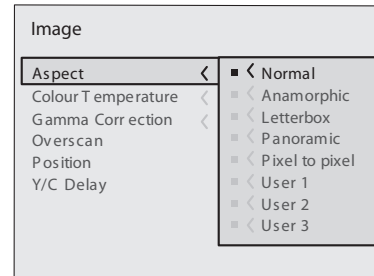 Image
Aspect
Colour Temperature
Gamma Correction
Overscan
Position
Y/C Delay
Normal
Anamorphic
Letterbox
Panoramic
Pixel to pixel
User 1
User 2
User 3